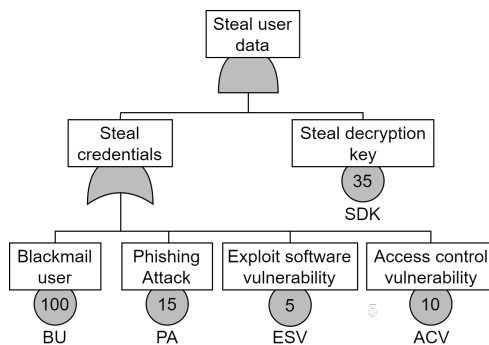 Steal user
data
Steal
credentials
Steal decryption
key
35
SDK
Blackmail
user
Phishing
Attack
Exploit software
vulnerability
Access control
vulnerability
100
15
5
10
5
BU
PA
ESV
ACV